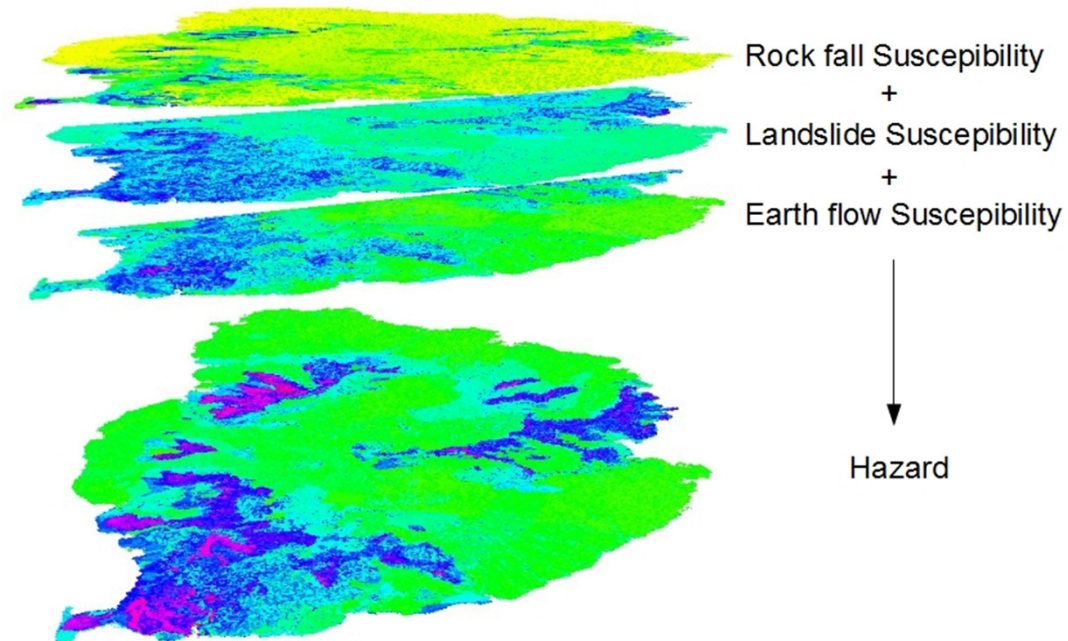 Rock fall Suscepibility
+
Landslide Suscepibility
+
Earth flow Suscepibility
Hazard